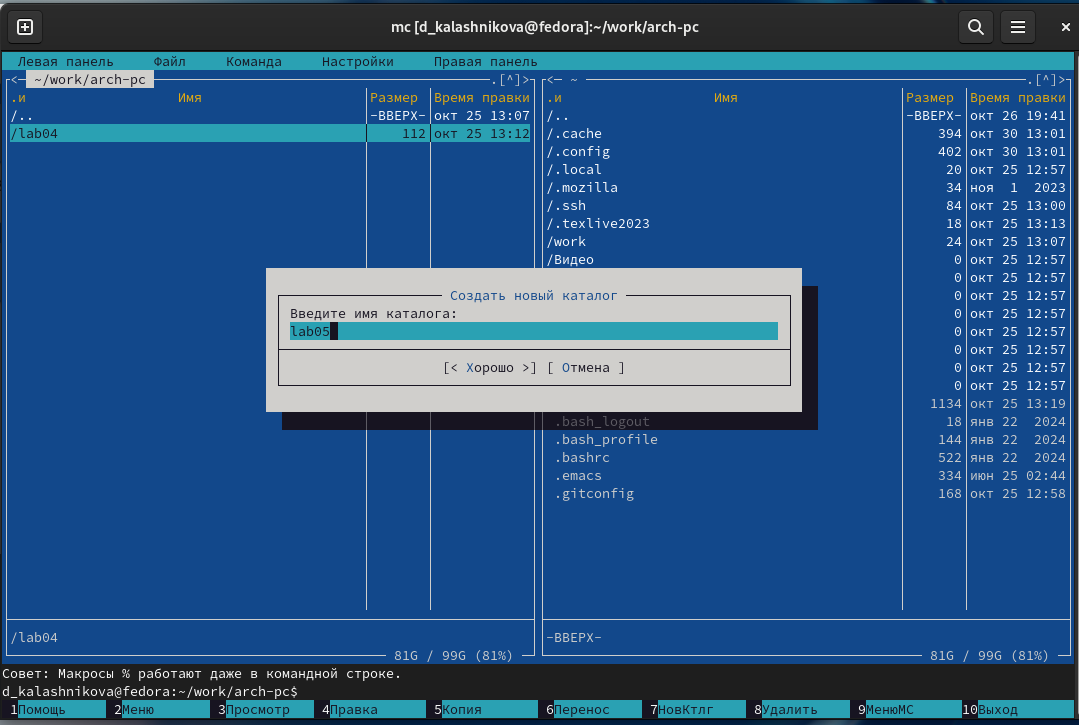 mc [d_kalashnikova@fedora]:~/work/arch-pc
Левая панель Файл Команда Настройки Правая панель
<─ ~/work/arch-pc .[^]> <─ ~ .[^]>
.и Имя Размер Время правки .и Имя Размер Время правки
/.. -ВВЕРХ- окт 25 13:07 /.. -ВВЕРХ- окт 26 19:41
/lab04 112 окт 25 13:12 /.cache 394 окт 30 13:01
/.config 402 окт 30 13:01
/.local 20 окт 25 12:57
/.mozilla 34 ноя 1 2023
/.ssh 84 окт 25 13:00
/.texlive2023 18 окт 25 13:13
/work 24 окт 25 13:07
/Видео 0 окт 25 12:57
0 окт 25 12:57
Создать новый каталог 0 окт 25 12:57
Введите имя каталога: 0 окт 25 12:57
lab05 0 окт 25 12:57
0 окт 25 12:57
[< Хорошо >] [ Отмена ] 0 окт 25 12:57
0 окт 25 12:57
1134 окт 25 13:19
.bash_logout 18 янв 22 2024
.bash_profile 144 янв 22 2024
.bashrc 522 янв 22 2024
.emacs 334 июн 25 02:44
.gitconfig 168 окт 25 12:58
/lab04 -ВВЕРХ-
81G / 99G (81%) 81G / 99G (81%)
Совет: Макросы % работают даже в командной строке.
d_kalashnikova@fedora:~/work/arch-pc$
1Помощь 2Меню 3Просмотр 4Правка 5Копия 6Перенос 7НовКтлг 8Удалить 9МенюMC 10Выход